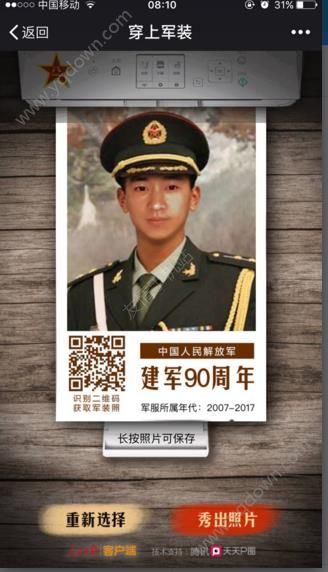 中国移动 08:10 31%
返回 穿上军装
中国人民解放军
建军90周年
识别二维码
获取军装照
军服所属年代：2007-2017
长按照片可保存
重新选择 秀出照片
人民日报 客户端 技术支持：腾讯 天天P图